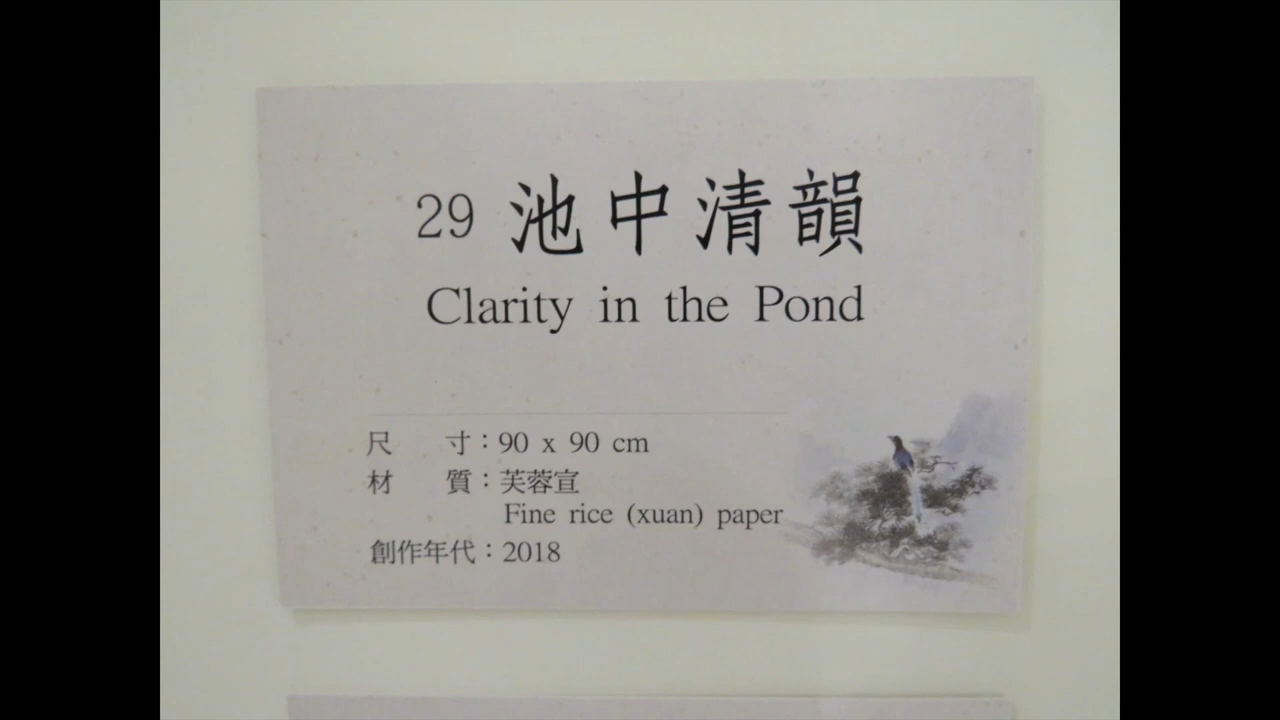 29 池中清韻
Clarity in the Pond
尺 寸：90 x 90 cm
材 質：芙蓉宣
Fine rice (xuan) paper
創作年代：2018